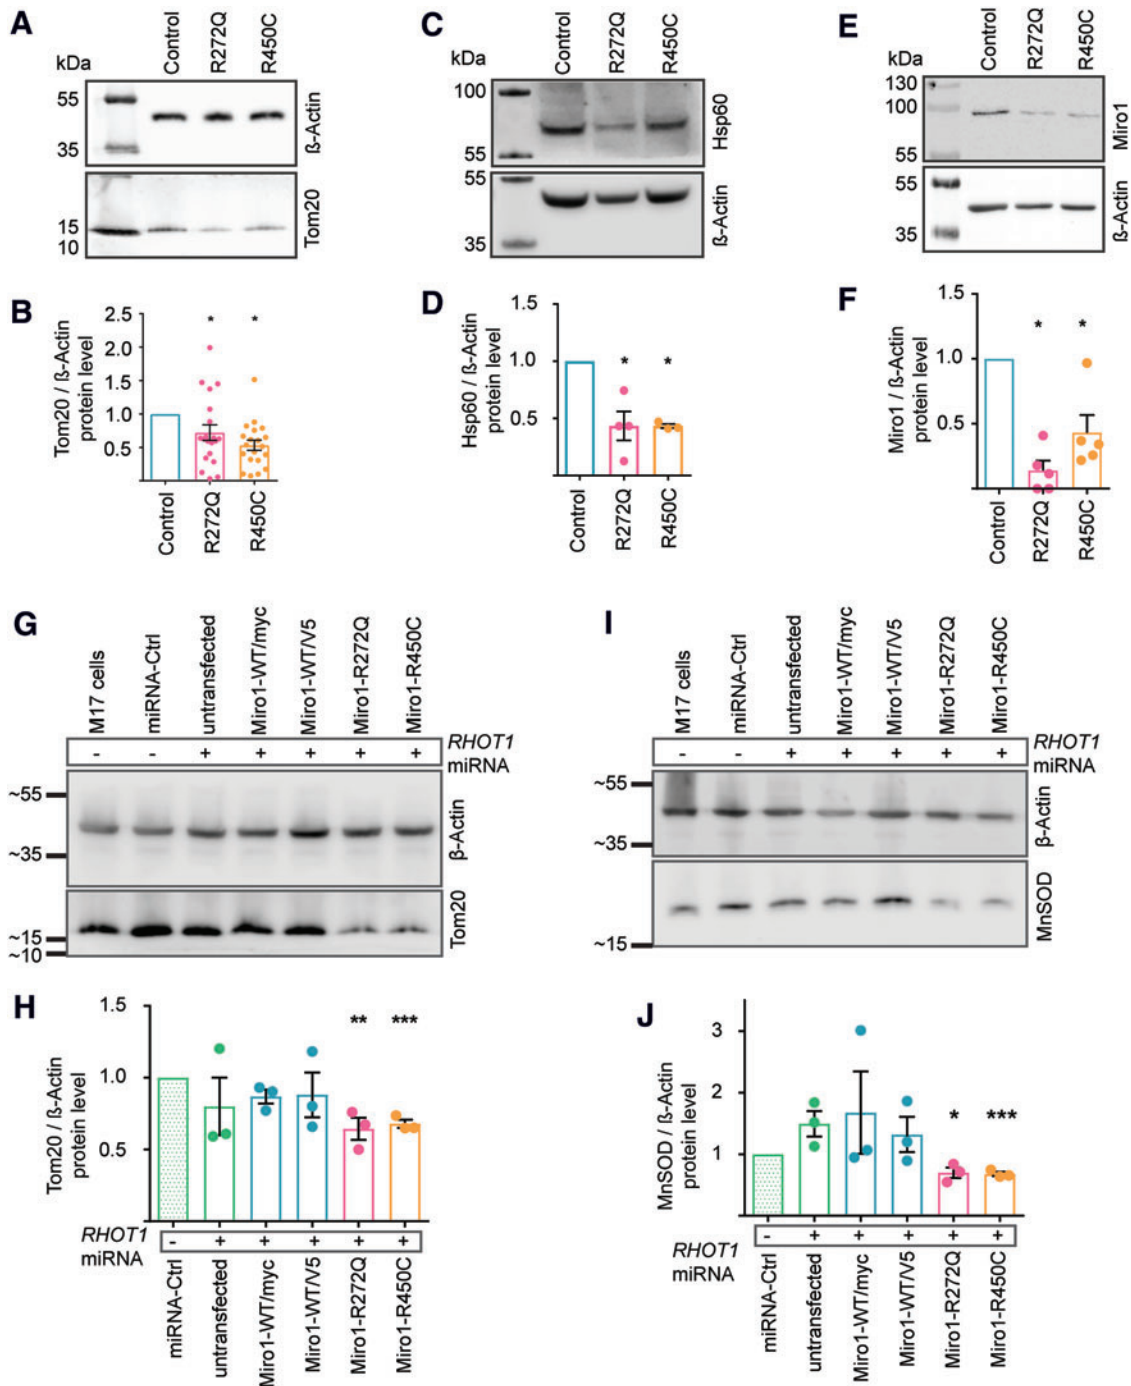 A
kDa
Control
R272Q
R450C
55
35
ß-Actin
15
10
Tom20
B
Tom20 / ß-Actin
protein level
2.5
2.0
1.5
1.0
0.5
*
*
Control
R272Q
R450C
C
kDa
Control
R272Q
R450C
100
55
Hsp60
55
35
ß-Actin
D
Hsp60 / ß-Actin
protein level
1.5
1.0
0.5
*
*
Control
R272Q
R450C
E
kDa
Control
R272Q
R450C
130
100
55
Miro1
55
35
ß-Actin
F
Miro1 / ß-Actin
protein level
1.5
1.0
0.5
0.0
*
*
Control
R272Q
R450C
G
M17 cells
miRNA-Ctrl
untransfected
Miro1-WT/myc
Miro1-WT/V5
Miro1-R272Q
Miro1-R450C
- - + + + + +
RHOT1
miRNA
~55
~35
β-Actin
~15
~10
Tom20
H
Tom20 / ß-Actin
protein level
1.5
1.0
0.5
**
***
RHOT1
miRNA
- + + + + +
miRNA-Ctrl
untransfected
Miro1-WT/myc
Miro1-WT/V5
Miro1-R272Q
Miro1-R450C
I
M17 cells
miRNA-Ctrl
untransfected
Miro1-WT/myc
Miro1-WT/V5
Miro1-R272Q
Miro1-R450C
- - + + + + +
RHOT1
miRNA
~55
~35
β-Actin
~15
MnSOD
J
MnSOD / ß-Actin
protein level
3
2
1
*
***
RHOT1
miRNA
- + + + + +
miRNA-Ctrl
untransfected
Miro1-WT/myc
Miro1-WT/V5
Miro1-R272Q
Miro1-R450C